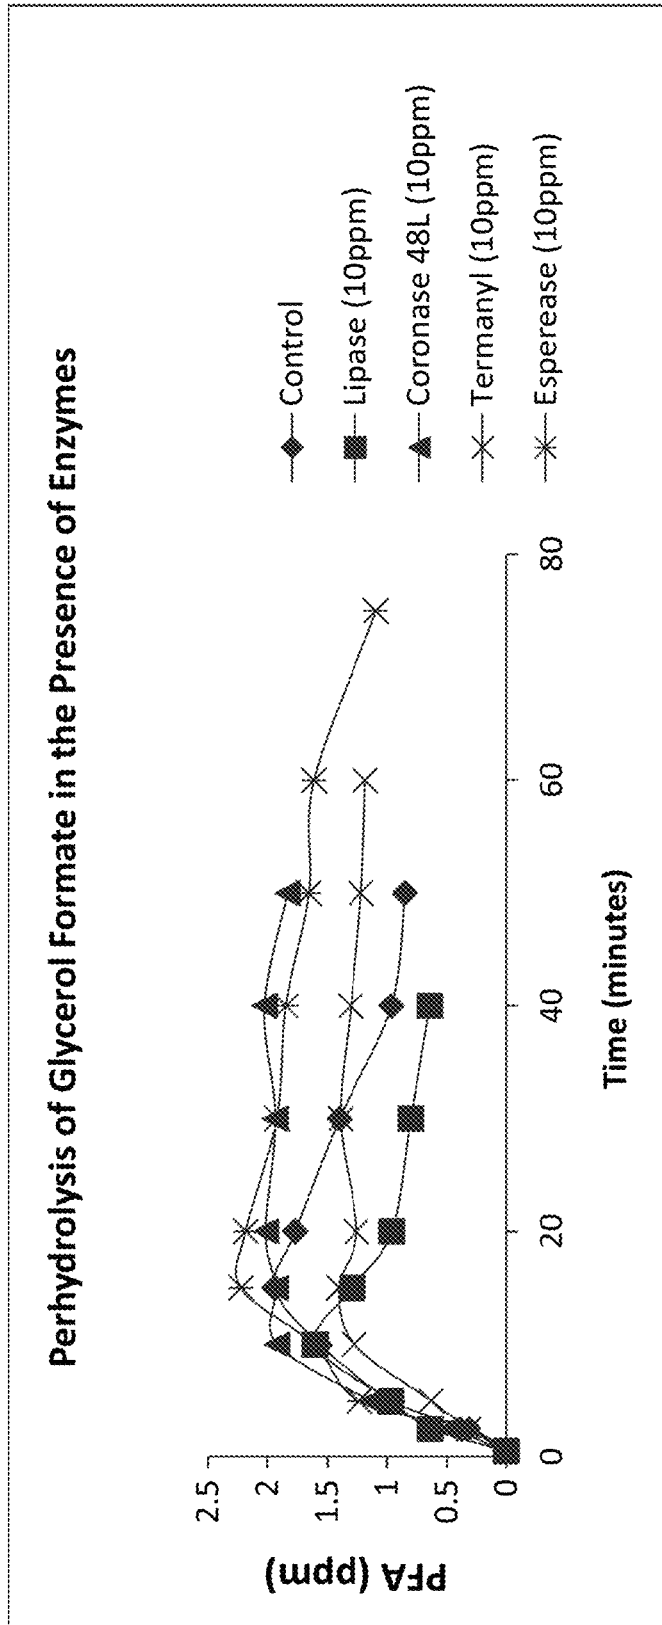 Perhydrolysis of Glycerol Formate in the Presence of Enzymes
PFA (ppm)
2.5
2
1.5
1
0.5
0
0
20
40
60
80
Time (minutes)
Control
Lipase (10ppm)
Coronase 48L (10ppm)
Termanyl (10ppm)
Esperease (10ppm)